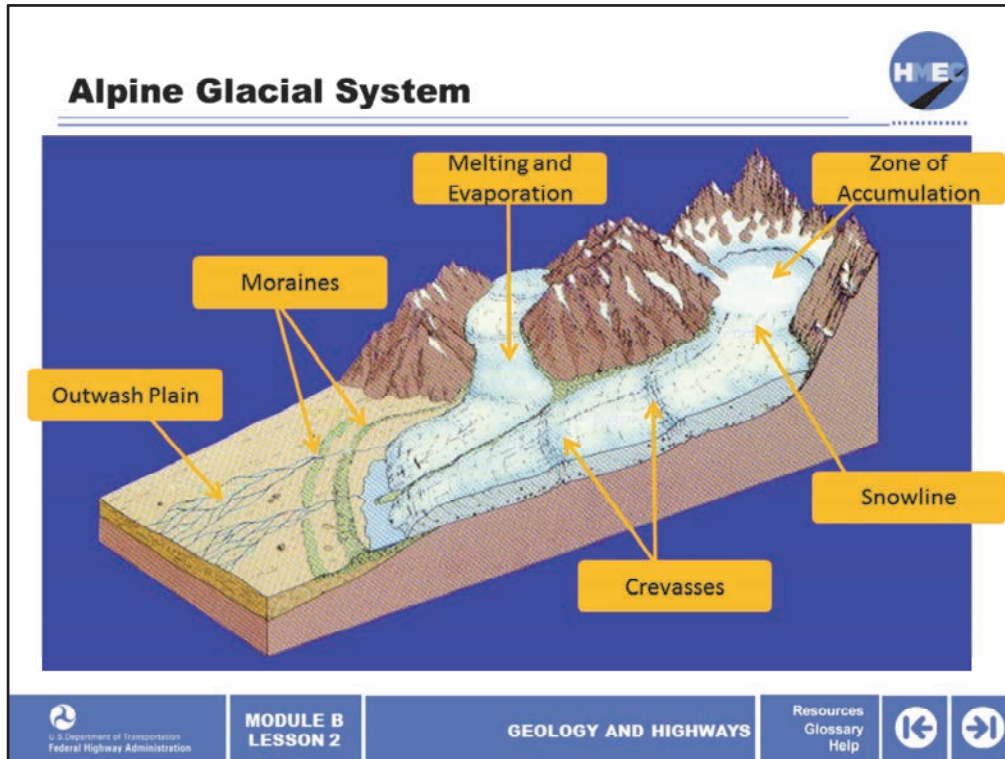 HMEC
Alpine Glacial System
Melting and
Evaporation
Zone of
Accumulation
Moraines
Outwash Plain
Snowline
Crevasses
U.S. Department of Transportation
Federal Highway Administration
MODULE B
LESSON 2
GEOLOGY AND HIGHWAYS
Resources
Glossary
Help